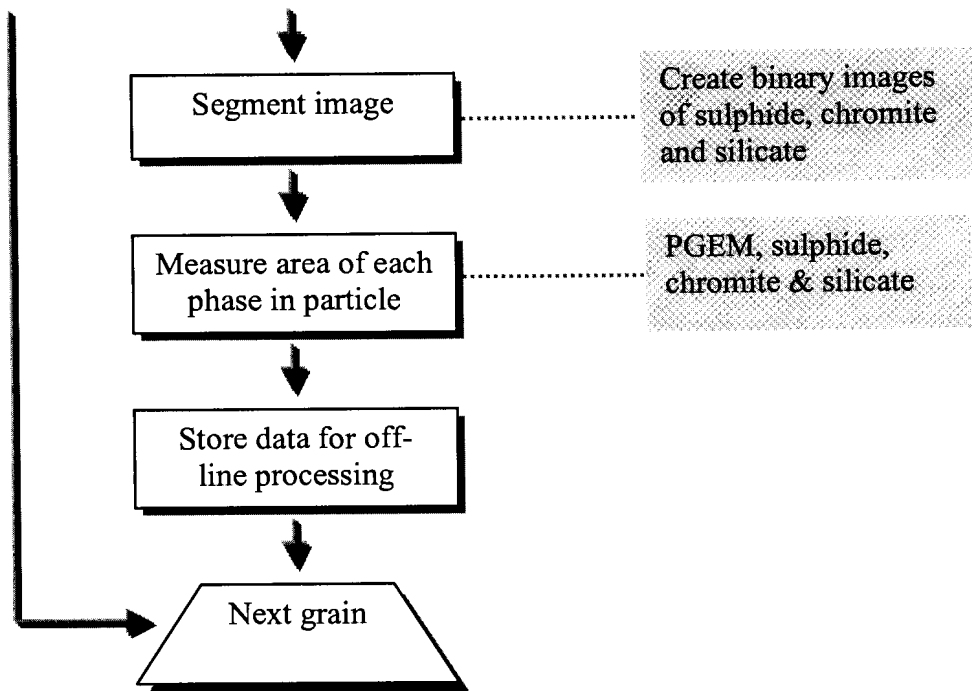 Segment image
Create binary images
of sulphide, chromite
and silicate
Measure area of each
phase in particle
PGEM, sulphide,
chromite & silicate
Store data for off-
line processing
Next grain